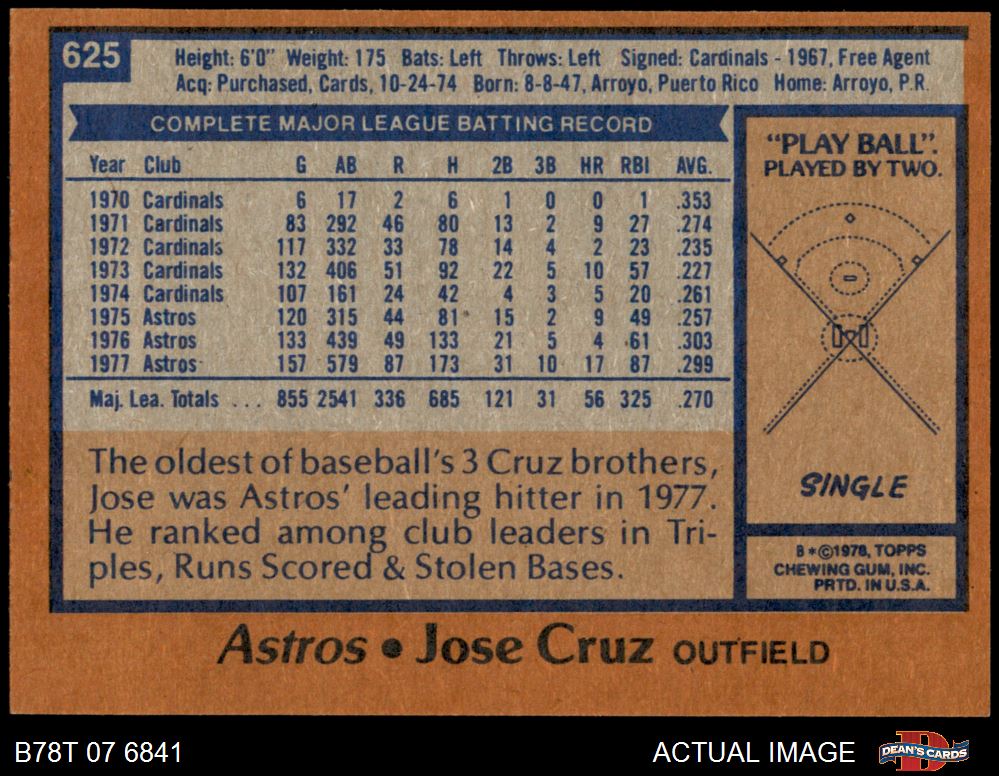 625
Height: 6'0" Weight: 175 Bats: Left Throws: Left Signed: Cardinals - 1967, Free Agent
Acq: Purchased, Cards, 10-24-74 Born: 8-8-47, Arroyo, Puerto Rico Home: Arroyo, P.R.
COMPLETE MAJOR LEAGUE BATTING RECORD
Year Club G AB R H 2B 3B HR RBI AVG.
1970 Cardinals 6 17 2 6 1 0 0 1 .353
1971 Cardinals 83 292 46 80 13 2 9 27 .274
1972 Cardinals 117 332 33 78 14 4 2 23 .235
1973 Cardinals 132 406 51 92 22 5 10 57 .227
1974 Cardinals 107 161 24 42 4 3 5 20 .261
1975 Astros 120 315 44 81 15 2 9 49 .257
1976 Astros 133 439 49 133 21 5 4 61 .303
1977 Astros 157 579 87 173 31 10 17 87 .299
Maj. Lea. Totals ... 855 2541 336 685 121 31 56 325 .270
The oldest of baseball's 3 Cruz brothers,
Jose was Astros' leading hitter in 1977.
He ranked among club leaders in Tri-
ples, Runs Scored & Stolen Bases.
"PLAY BALL".
PLAYED BY TWO.
SINGLE
B*©1978, TOPPS
CHEWING GUM, INC.
PRTD. IN U.S.A.
Astros • Jose Cruz OUTFIELD
B78T 07 6841
ACTUAL IMAGE
DEAN'S CARDS